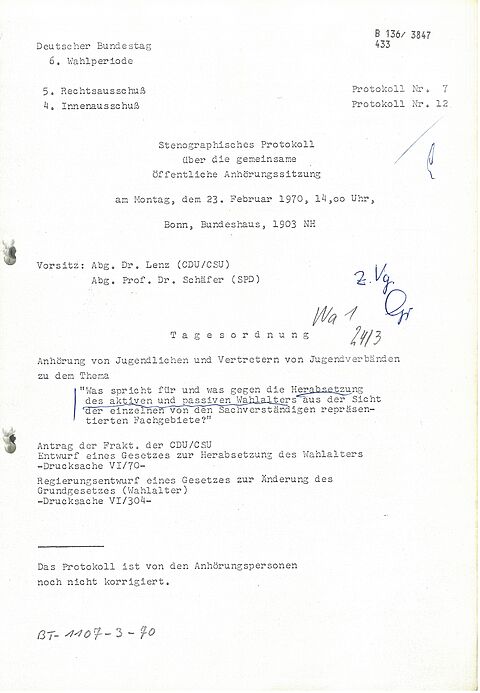 B 136/ 3847
433
Deutscher Bundestag
6. Wahlperiode
5. Rechtsausschuß Protokoll Nr. 7
4. Innenausschuß Protokoll Nr. 12
Stenographisches Protokoll
über die gemeinsame
öffentliche Anhörungssitzung
am Montag, dem 23. Februar 1970, 14,oo Uhr,
Bonn, Bundeshaus, 1903 NH
Vorsitz: Abg. Dr. Lenz (CDU/CSU)
Abg. Prof. Dr. Schäfer (SPD)
z. Vg.
Wa 1
24/3
T a g e s o r d n u n g
Anhörung von Jugendlichen und Vertretern von Jugendverbänden
zu dem Thema
"Was spricht für und was gegen die Herabsetzung
des aktiven und passiven Wahlalters aus der Sicht
der einzelnen von den Sachverständigen repräsen-
tierten Fachgebiete?"
Antrag der Frakt. der CDU/CSU
Entwurf eines Gesetzes zur Herabsetzung des Wahlalters
-Drucksache VI/70-
Regierungsentwurf eines Gesetzes zur Änderung des
Grundgesetzes (Wahlalter)
-Drucksache VI/304-
Das Protokoll ist von den Anhörungspersonen
noch nicht korrigiert.
BT-1107-3-70